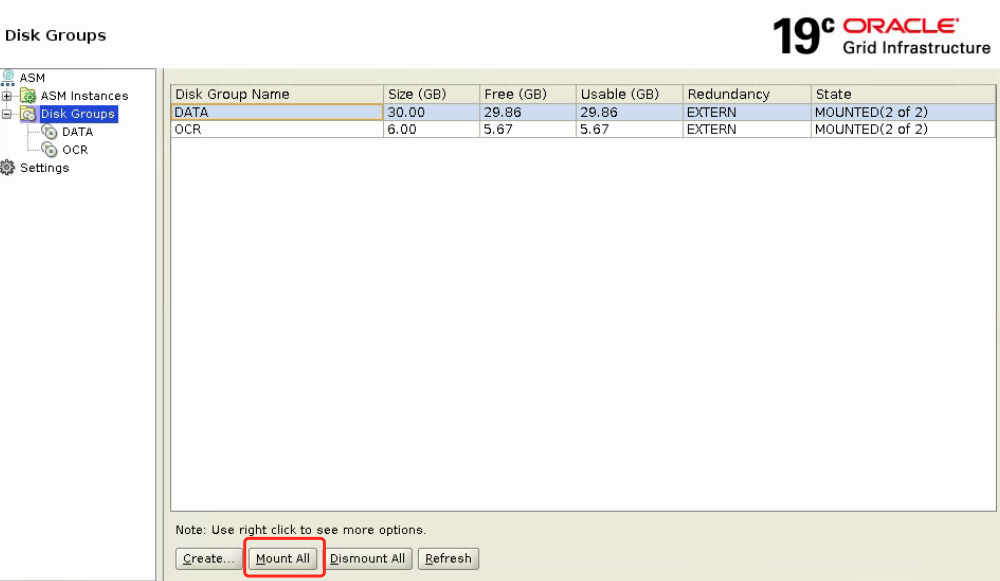 Disk Groups
19c ORACLE
Grid Infrastructure
ASM
ASM Instances
Disk Groups
DATA
OCR
Settings
Disk Group Name Size (GB) Free (GB) Usable (GB) Redundancy State
DATA 30.00 29.86 29.86 EXTERN MOUNTED(2 of 2)
OCR 6.00 5.67 5.67 EXTERN MOUNTED(2 of 2)
Note: Use right click to see more options.
Create... Mount All Dismount All Refresh